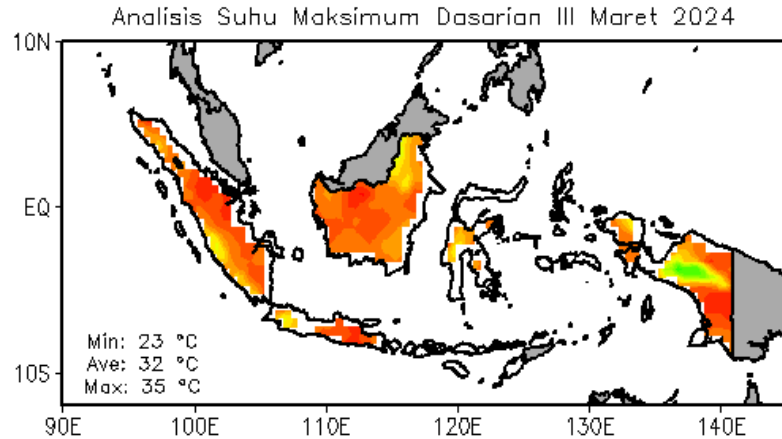 Analisis Suhu Maksimum Dasarian III Maret 2024
10N
EQ
10S
Min: 23 °C
Ave: 32 °C
Max: 35 °C
90E 100E 110E 120E 130E 140E